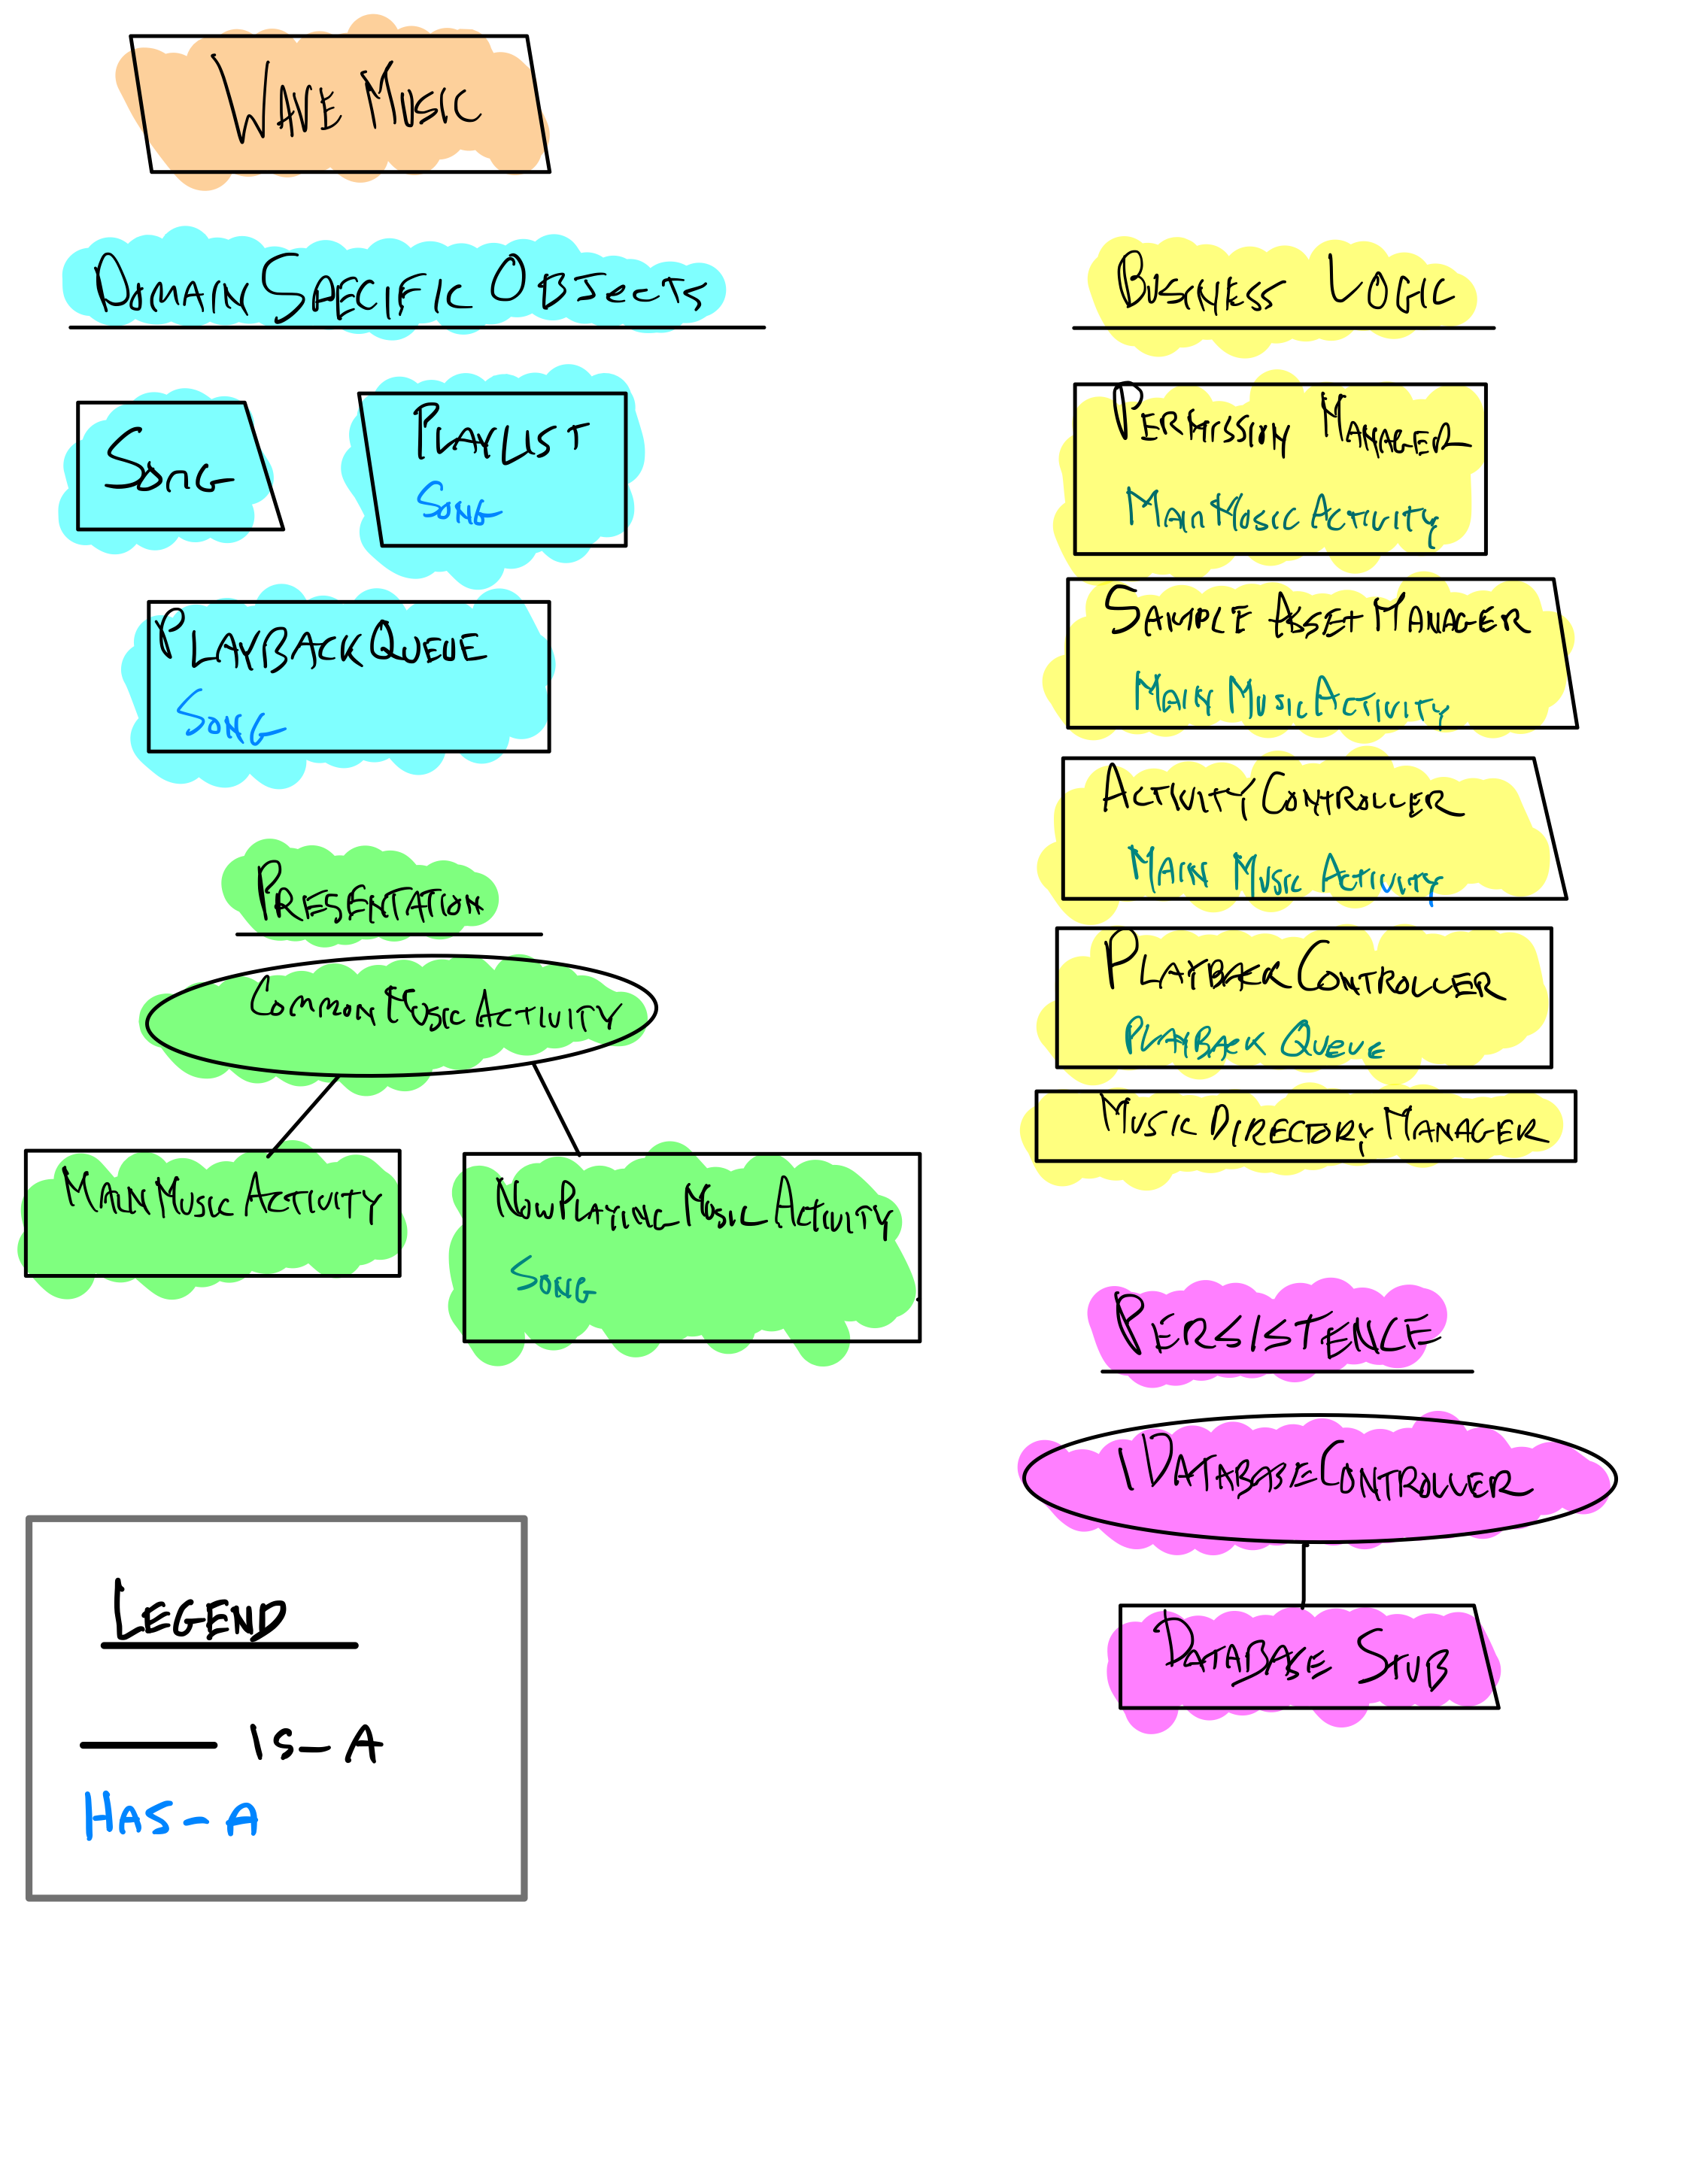 WAVE MUSIC
DOMAIN SPECIFIC OBJECTS
SONG
PLAYLIST
SONG
PLAYBACK QUEUE
SONG
PRESENTATION
COMMON MUSIC ACTIVITY
MAIN MUSIC ACTIVITY
NOW PLAYING MUSIC ACTIVITY
SONG
BUSINESS LOGIC
PERMISSION MANAGER
MAIN MUSIC ACTIVITY
SAMPLE ASSET MANAGER
MAIN MUSIC ACTIVITY
ACTIVITY CONTROLLER
MAIN MUSIC ACTIVITY
PLAYBACK CONTROLLER
PLAYBACK QUEUE
MUSIC DIRECTORY MANAGER
PERSISTENCE
IDATABASECONTROLLER
DATABASE STUB
LEGEND
IS-A
HAS-A